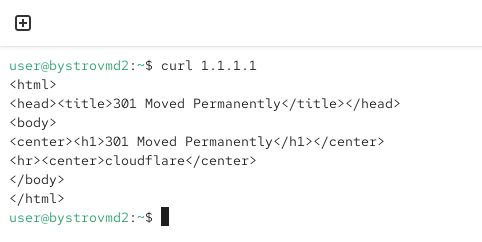 user@bystrovmd2:~$ curl 1.1.1.1
<html>
<head><title>301 Moved Permanently</title></head>
<body>
<center><h1>301 Moved Permanently</h1></center>
<hr><center>cloudflare</center>
</body>
</html>
user@bystrovmd2:~$